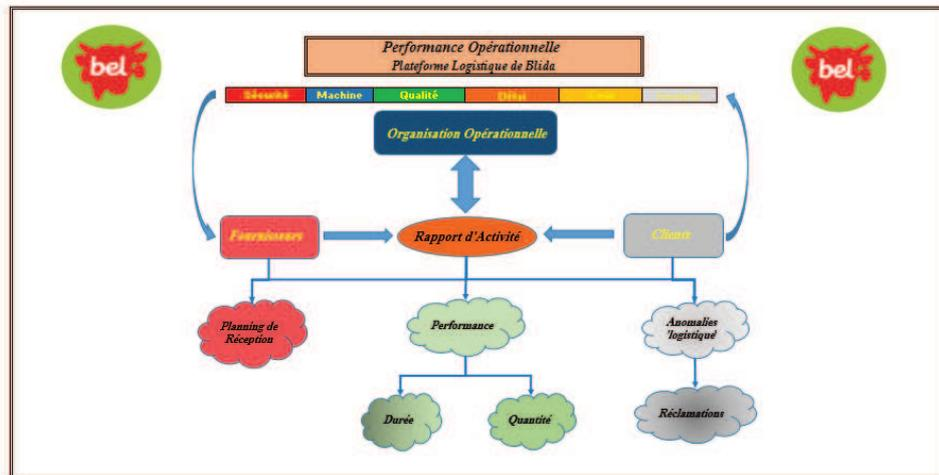 bel
bel
Performance Opérationnelle
Plateforme Logistique de Blida
Sécurité Machine Qualité Délai
Organisation Opérationnelle
Fournisseurs
Rapport d'Activité
Clients
Planning de
Réception
Performance
Anomalies
'logistique'
Durée
Quantité
Réclamations